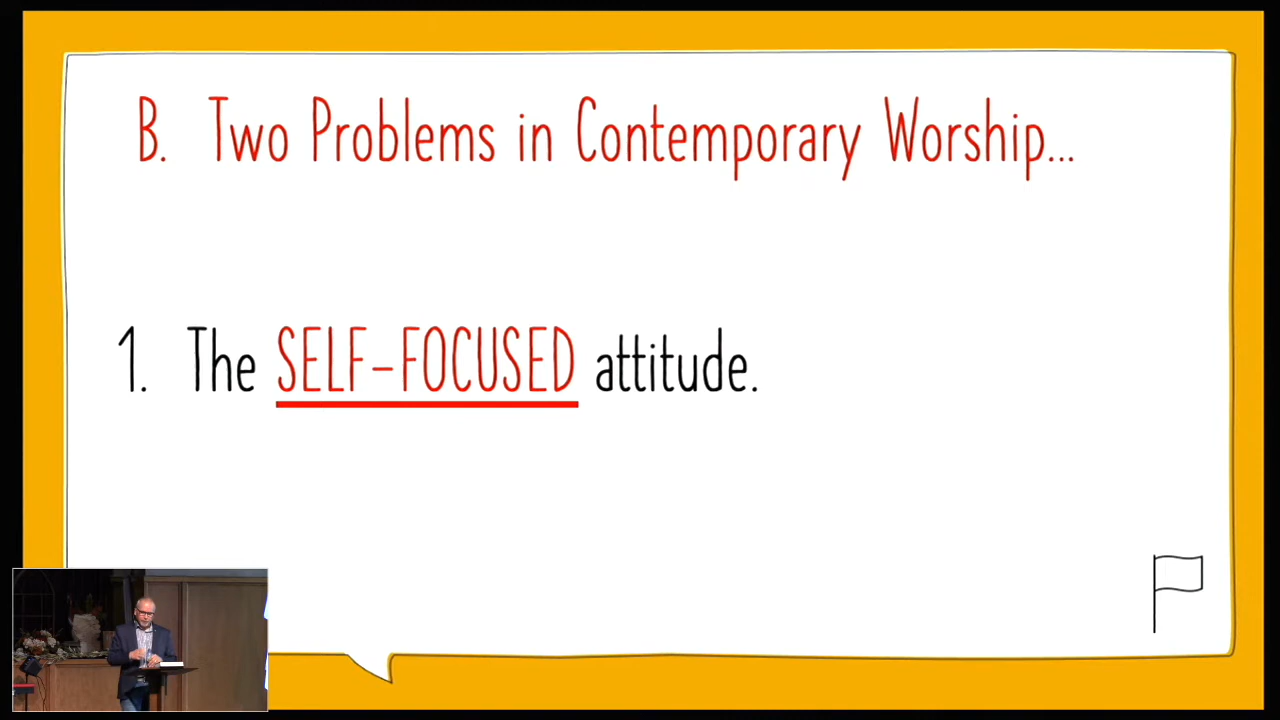 B. Two Problems in Contemporary Worship...
1. The SELF-FOCUSED attitude.